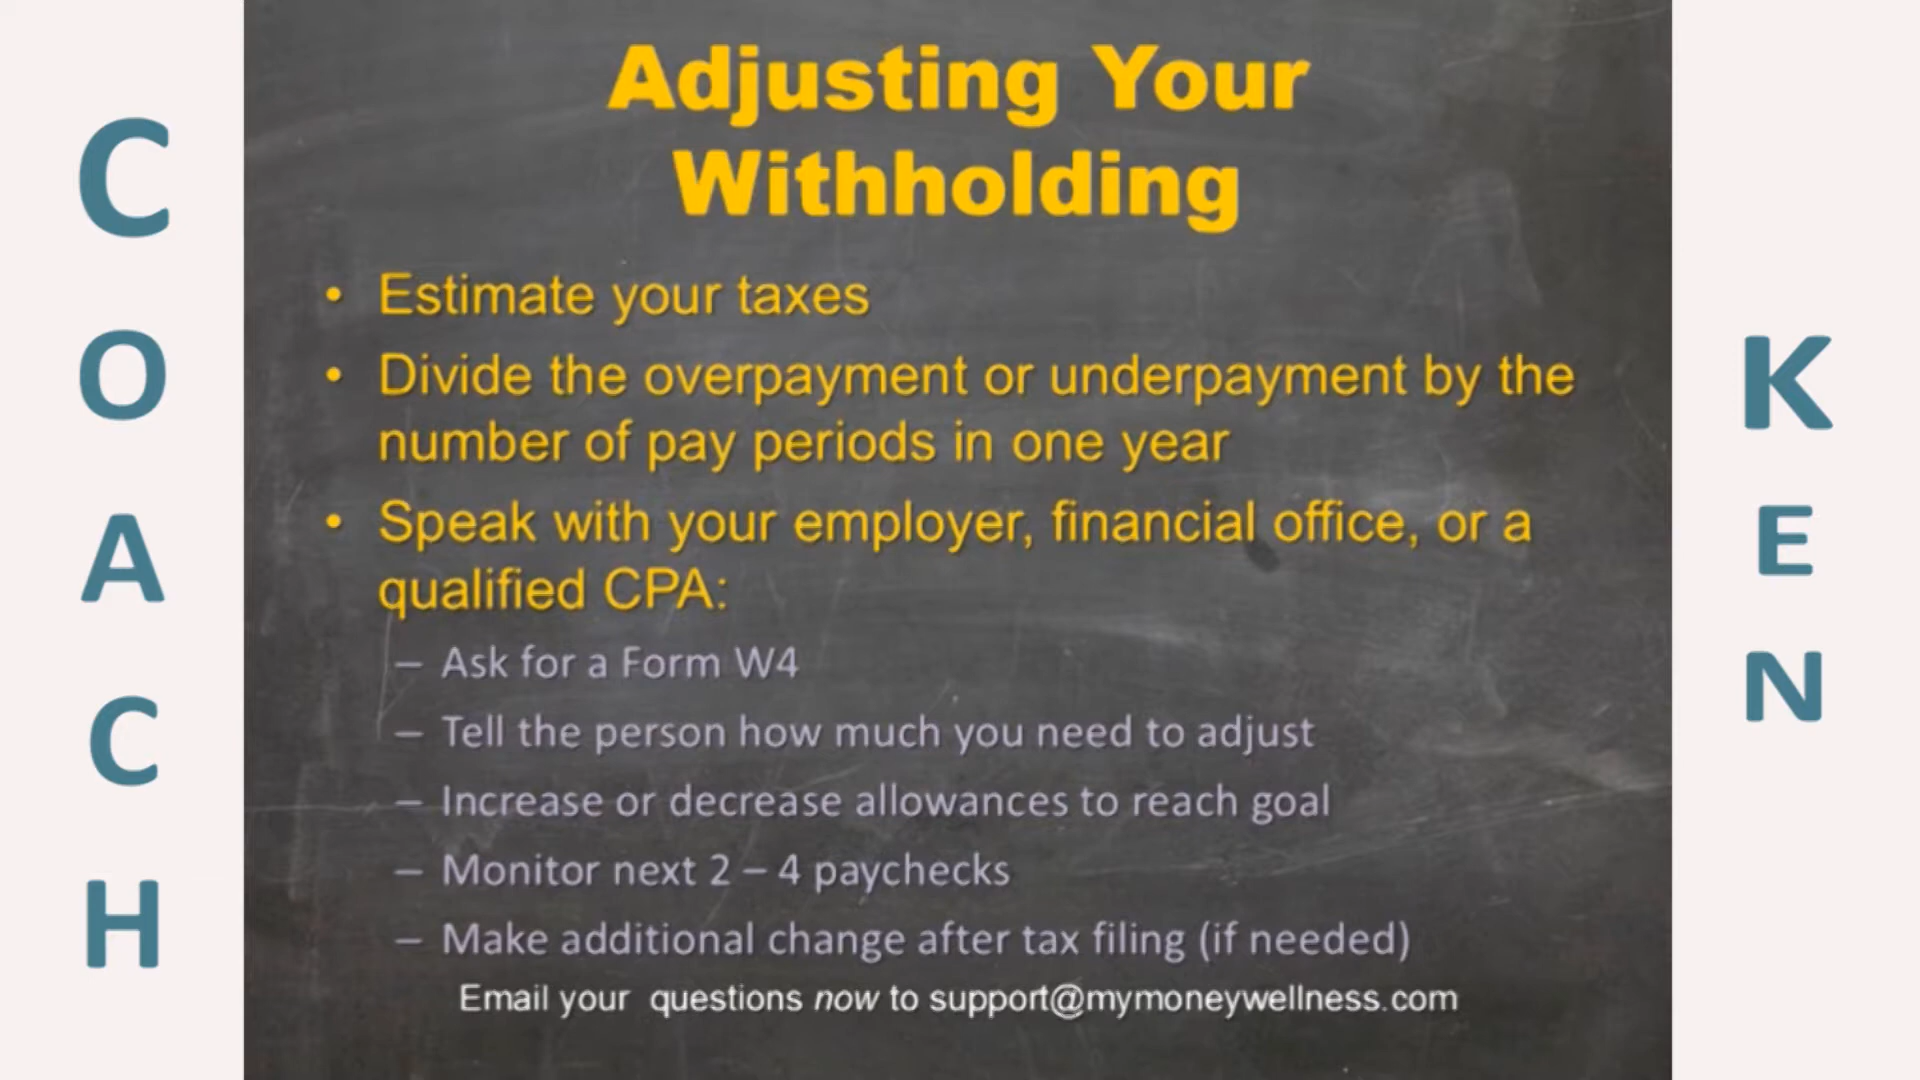 COACH
Adjusting Your
Withholding
• Estimate your taxes
• Divide the overpayment or underpayment by the
number of pay periods in one year
• Speak with your employer, financial office, or a
qualified CPA:
– Ask for a Form W4
– Tell the person how much you need to adjust
– Increase or decrease allowances to reach goal
– Monitor next 2 – 4 paychecks
– Make additional change after tax filing (if needed)
Email your questions now to support@mymoneywellness.com
KEN